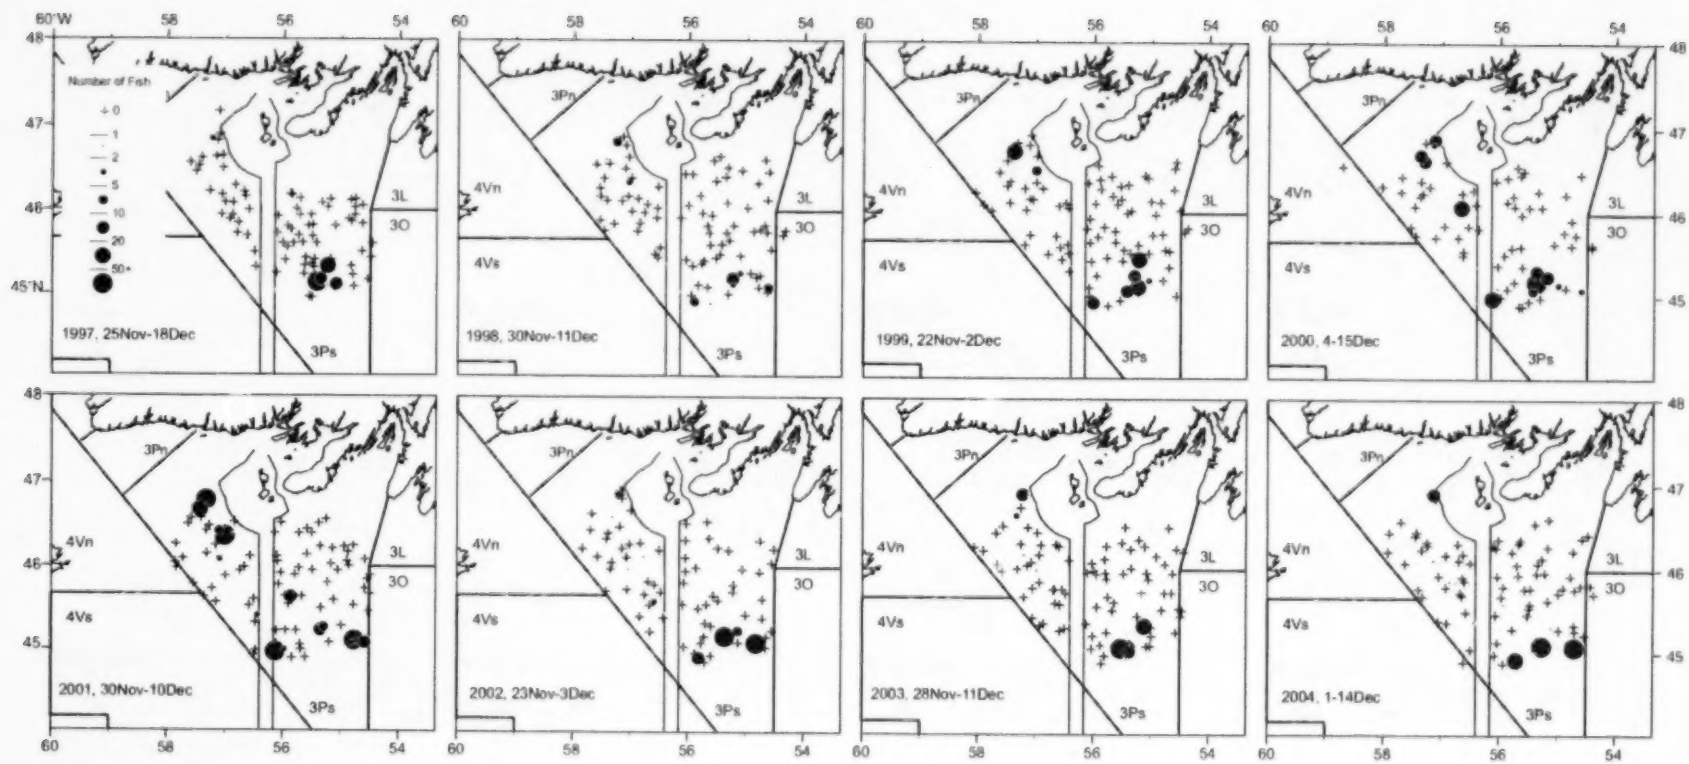 60°W 58 56 54 60 58 56 54 60 58 56 54 60 58 56 54
48
47
48
45°N
Number of Fish
0
1
2
5
10
20
50+
3L
3O
3Ps
1997, 25Nov-18Dec
3Pn
4Vn
3L
3O
4Vs
1998, 30Nov-11Dec
3Ps
3Pn
4Vn
3L
3O
4Vs
1999, 22Nov-2Dec
3Ps
3Pn
4Vn
3L
3O
4Vs
2000, 4-15Dec
3Ps
48
47
46
45
48
47
46
45
3Pn
4Vn
3L
3O
4Vs
2001, 30Nov-10Dec
3Ps
3Pn
4Vn
3L
3O
4Vs
2002, 23Nov-3Dec
3Ps
3Pn
4Vn
3L
3O
4Vs
2003, 28Nov-11Dec
3Ps
3Pn
4Vn
3L
3O
4Vs
2004, 1-14Dec
3Ps
48
47
46
45
60 58 56 54 60 58 56 54 60 58 56 54 60 58 56 54